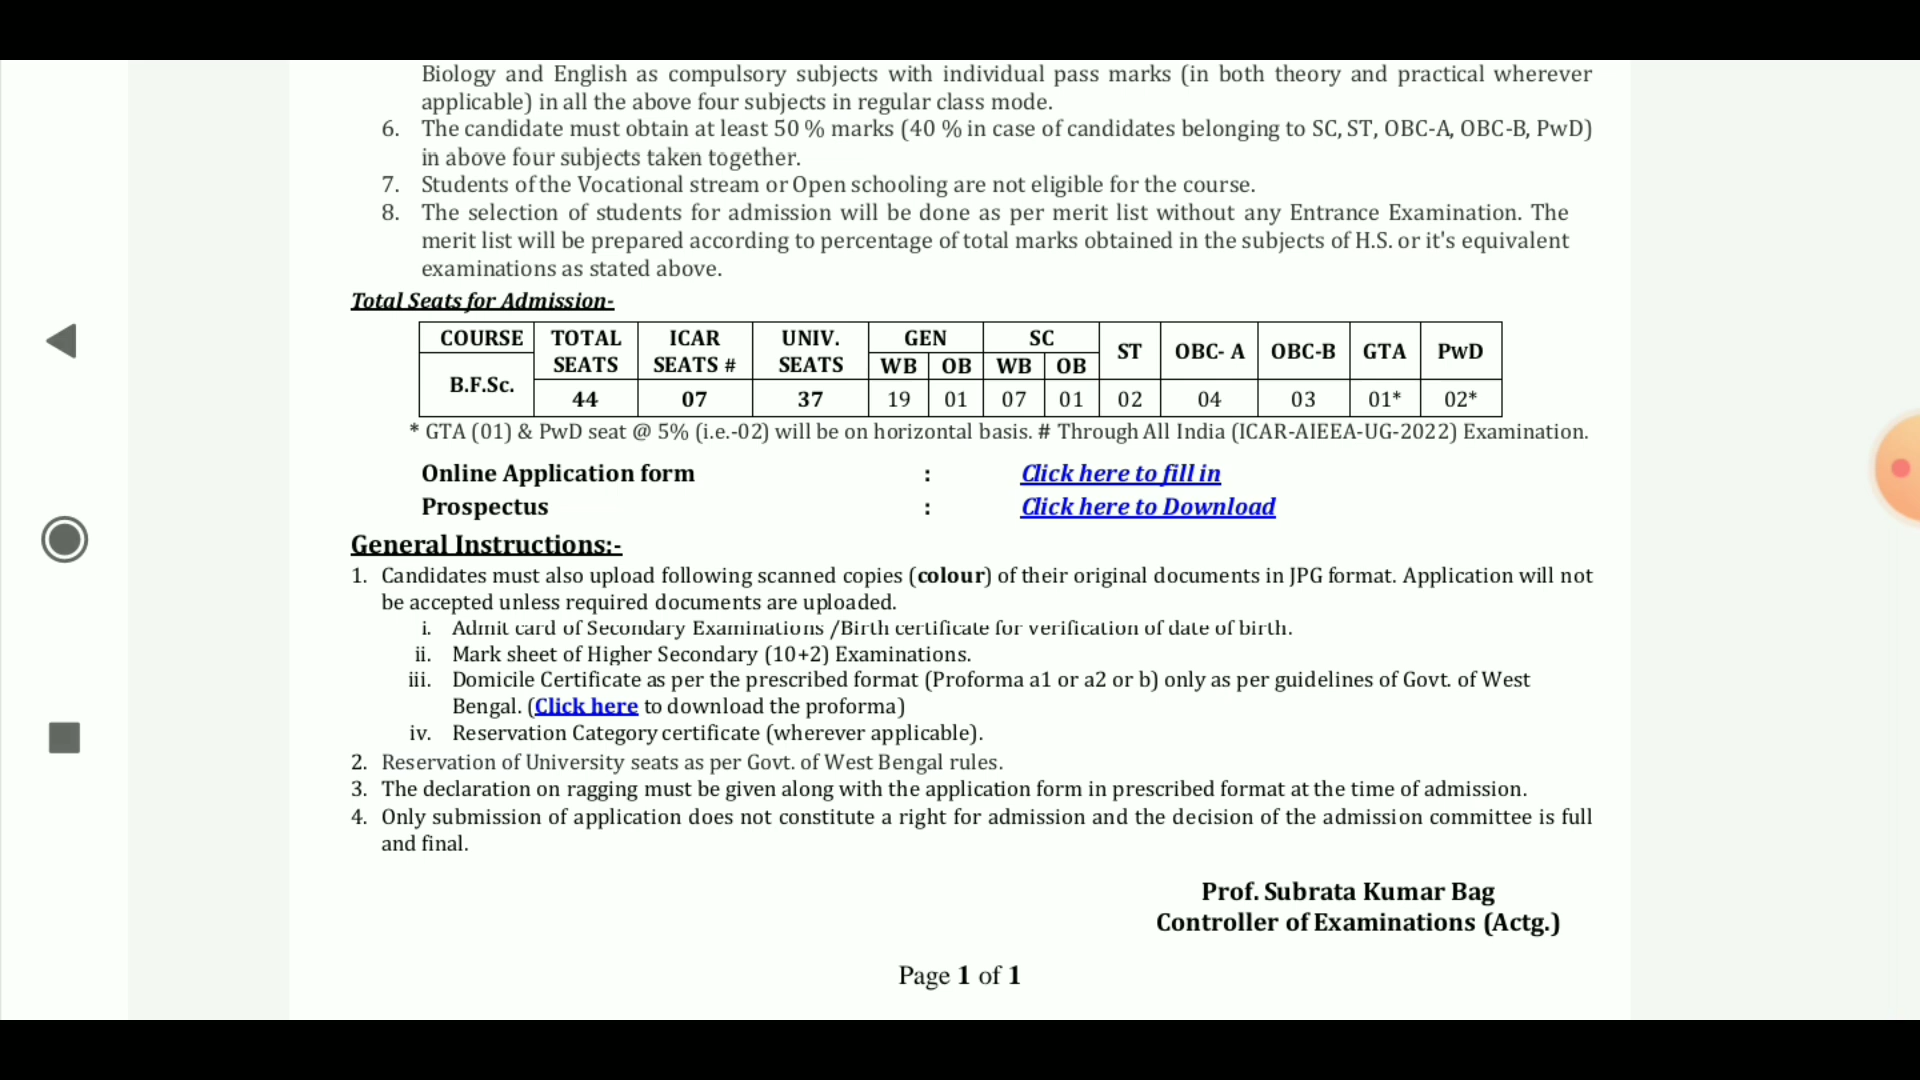 Biology and English as compulsory subjects with individual pass marks (in both theory and practical wherever
applicable) in all the above four subjects in regular class mode.
6. The candidate must obtain at least 50 % marks (40 % in case of candidates belonging to SC, ST, OBC-A, OBC-B, PwD)
in above four subjects taken together.
7. Students of the Vocational stream or Open schooling are not eligible for the course.
8. The selection of students for admission will be done as per merit list without any Entrance Examination. The
merit list will be prepared according to percentage of total marks obtained in the subjects of H.S. or it's equivalent
examinations as stated above.
Total Seats for Admission-
COURSE TOTAL SEATS ICAR SEATS # UNIV. SEATS GEN SC ST OBC- A OBC-B GTA PwD
WB OB WB OB
B.F.Sc. 44 07 37 19 01 07 01 02 04 03 01* 02*
* GTA (01) & PwD seat @ 5% (i.e.-02) will be on horizontal basis. # Through All India (ICAR-AIEEA-UG-2022) Examination.
Online Application form : Click here to fill in
Prospectus : Click here to Download
General Instructions:-
1. Candidates must also upload following scanned copies (colour) of their original documents in JPG format. Application will not
be accepted unless required documents are uploaded.
i. Admit card of Secondary Examinations /Birth certificate for verification of date of birth.
ii. Mark sheet of Higher Secondary (10+2) Examinations.
iii. Domicile Certificate as per the prescribed format (Proforma a1 or a2 or b) only as per guidelines of Govt. of West
Bengal. (Click here to download the proforma)
iv. Reservation Category certificate (wherever applicable).
2. Reservation of University seats as per Govt. of West Bengal rules.
3. The declaration on ragging must be given along with the application form in prescribed format at the time of admission.
4. Only submission of application does not constitute a right for admission and the decision of the admission committee is full
and final.
Prof. Subrata Kumar Bag
Controller of Examinations (Actg.)
Page 1 of 1